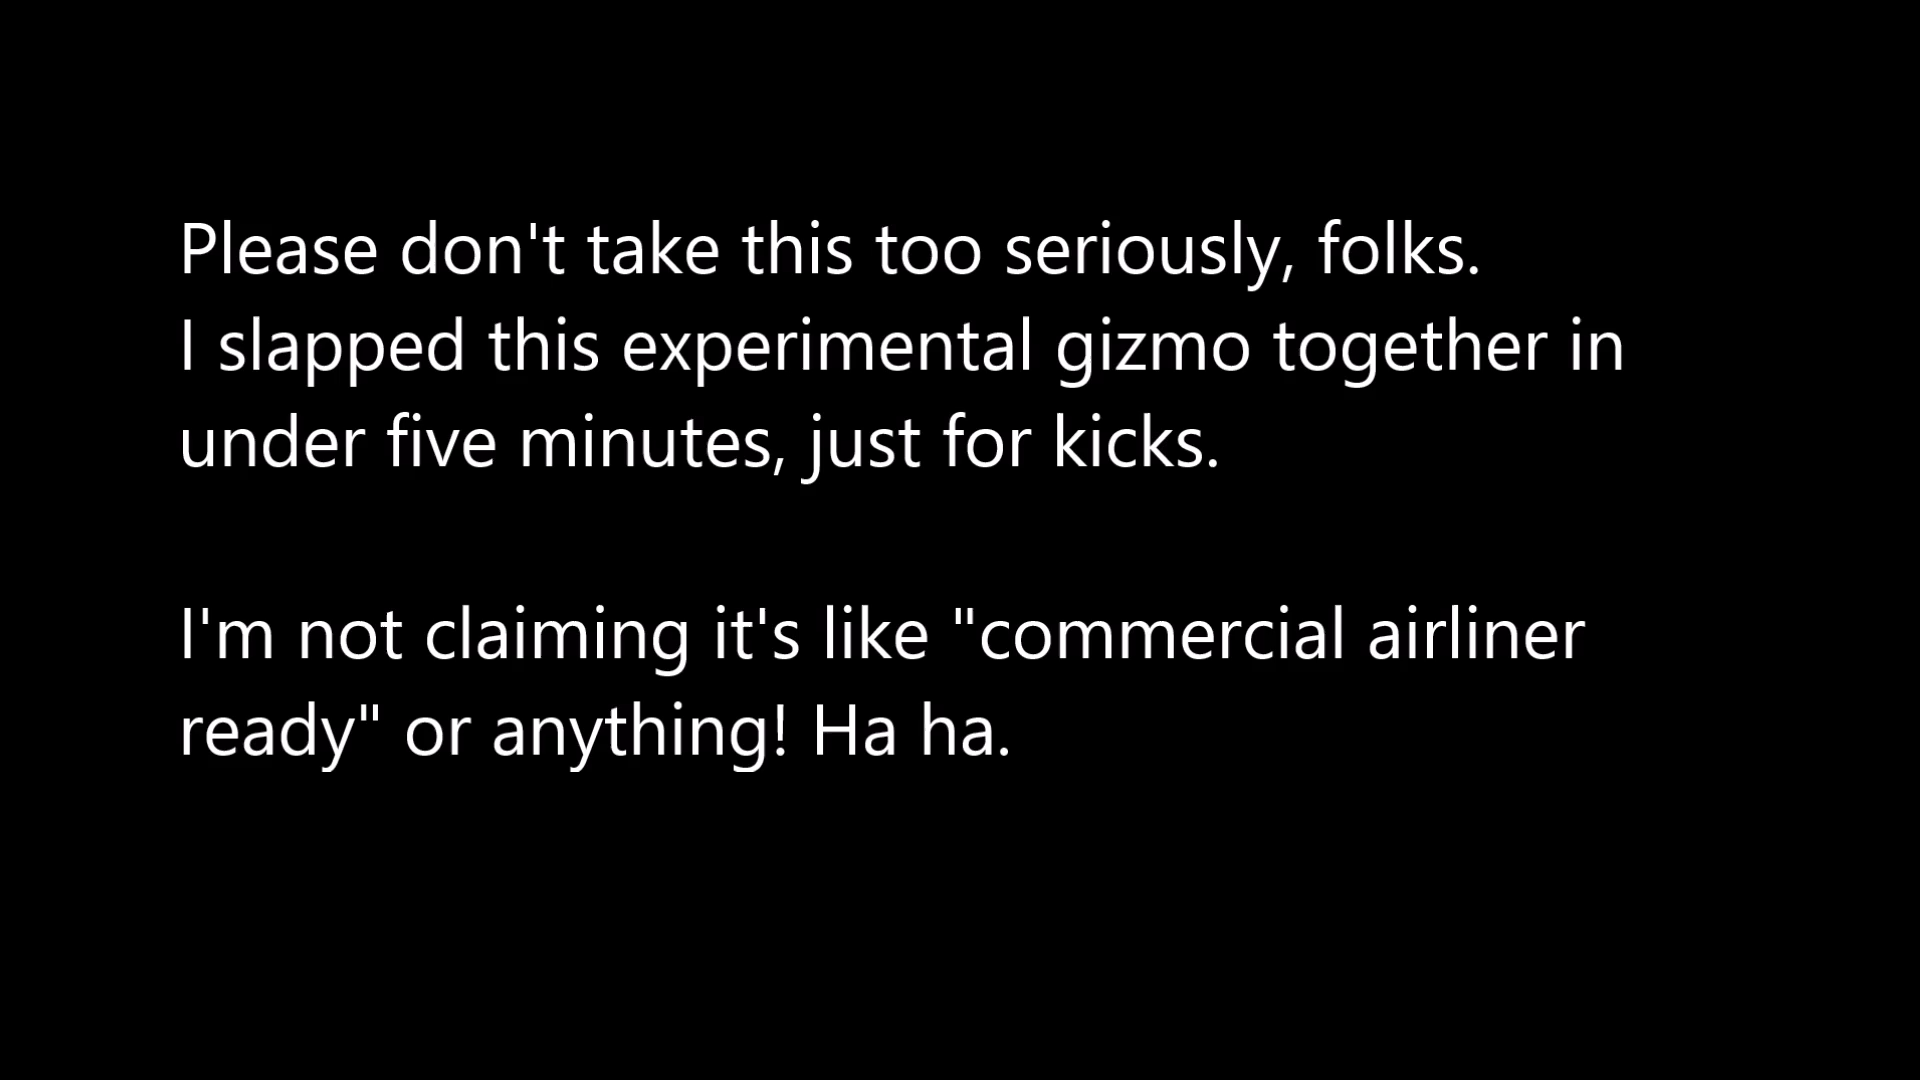 Please don't take this too seriously, folks.
I slapped this experimental gizmo together in
under five minutes, just for kicks.
I'm not claiming it's like "commercial airliner
ready" or anything! Ha ha.